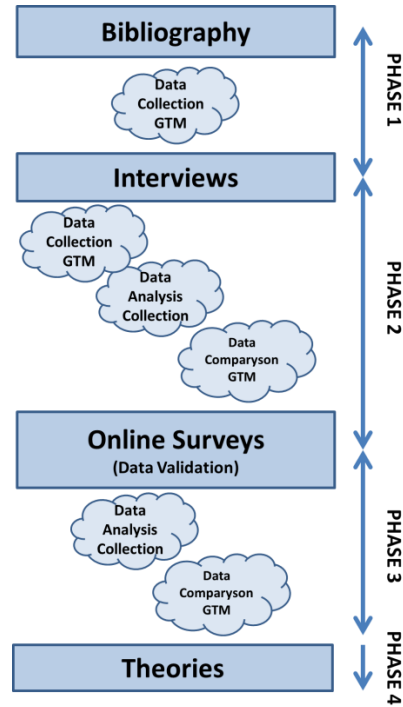 Bibliography
Data
Collection
GTM
PHASE 1
Interviews
Data
Collection
GTM
Data
Analysis
Collection
Data
Comparyson
GTM
PHASE 2
Online Surveys
(Data Validation)
Data
Analysis
Collection
Data
Comparyson
GTM
PHASE 3
Theories
PHASE 4